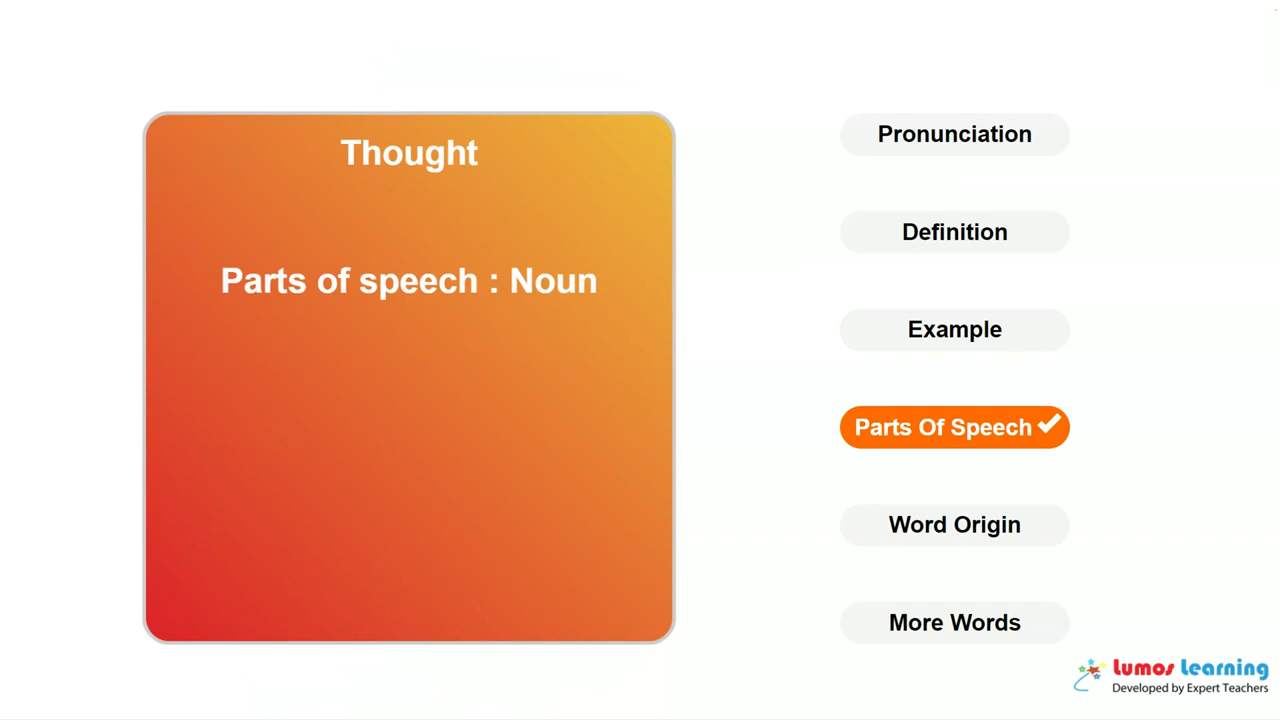 Thought
Parts of speech : Noun
Pronunciation
Definition
Example
Parts Of Speech
Word Origin
More Words
Lumos Learning
Developed by Expert Teachers